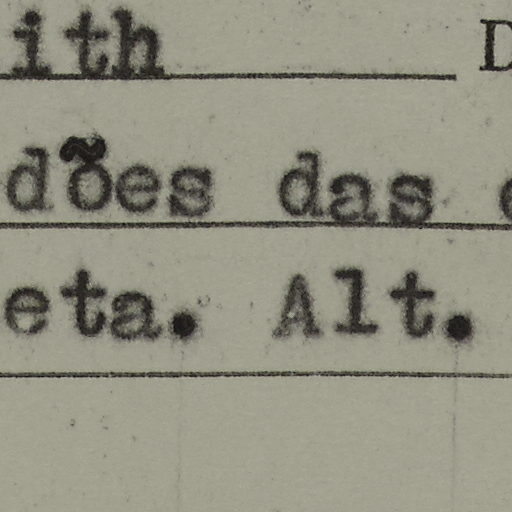 ith D
dões das
eta. Alt.